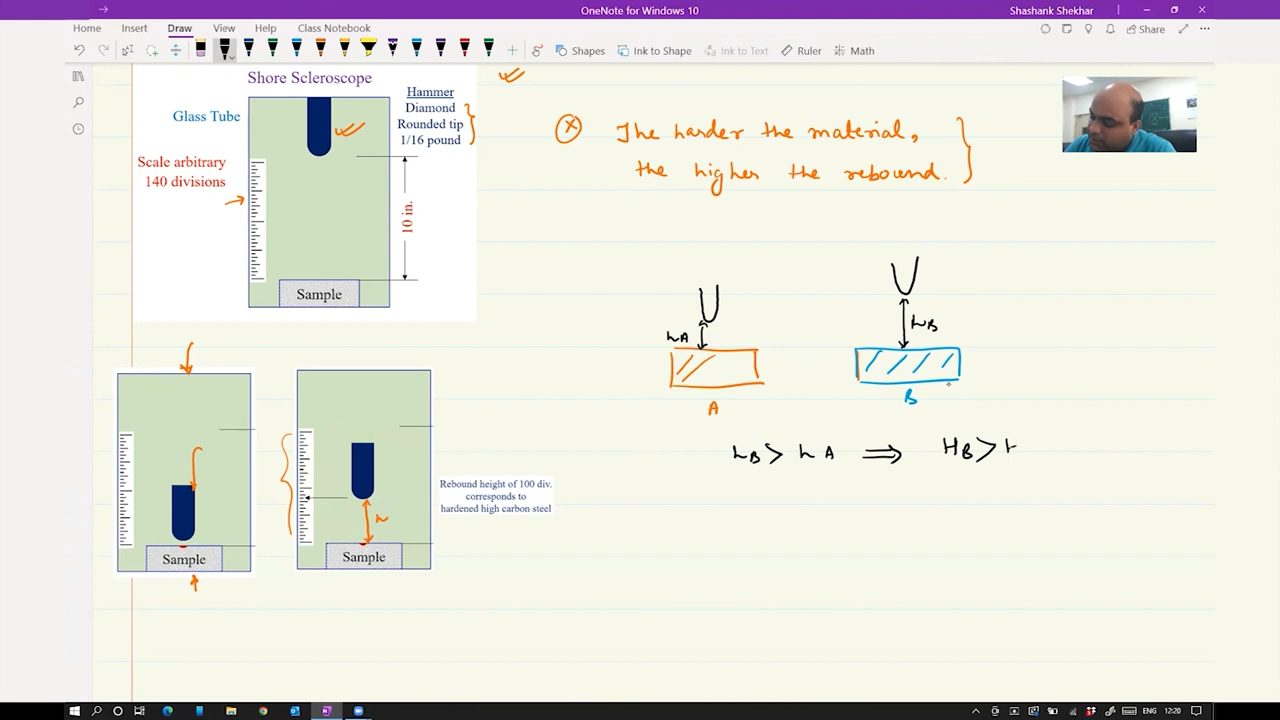 OneNote for Windows 10
Shashank Shekhar
Home Insert Draw View Help Class Notebook
Shapes Ink to Shape Ink to Text Ruler Math
Share
Shore Scleroscope
Glass Tube
Scale arbitrary
140 divisions
Hammer
Diamond
Rounded tip
1/16 pound
10 in.
Sample
The harder the material,
the higher the rebound.
hA
hB
A
B
hB > hA ⟹ HB > H
Sample
h
Sample
Rebound height of 100 div.
corresponds to
hardened high carbon steel
ENG 12:20